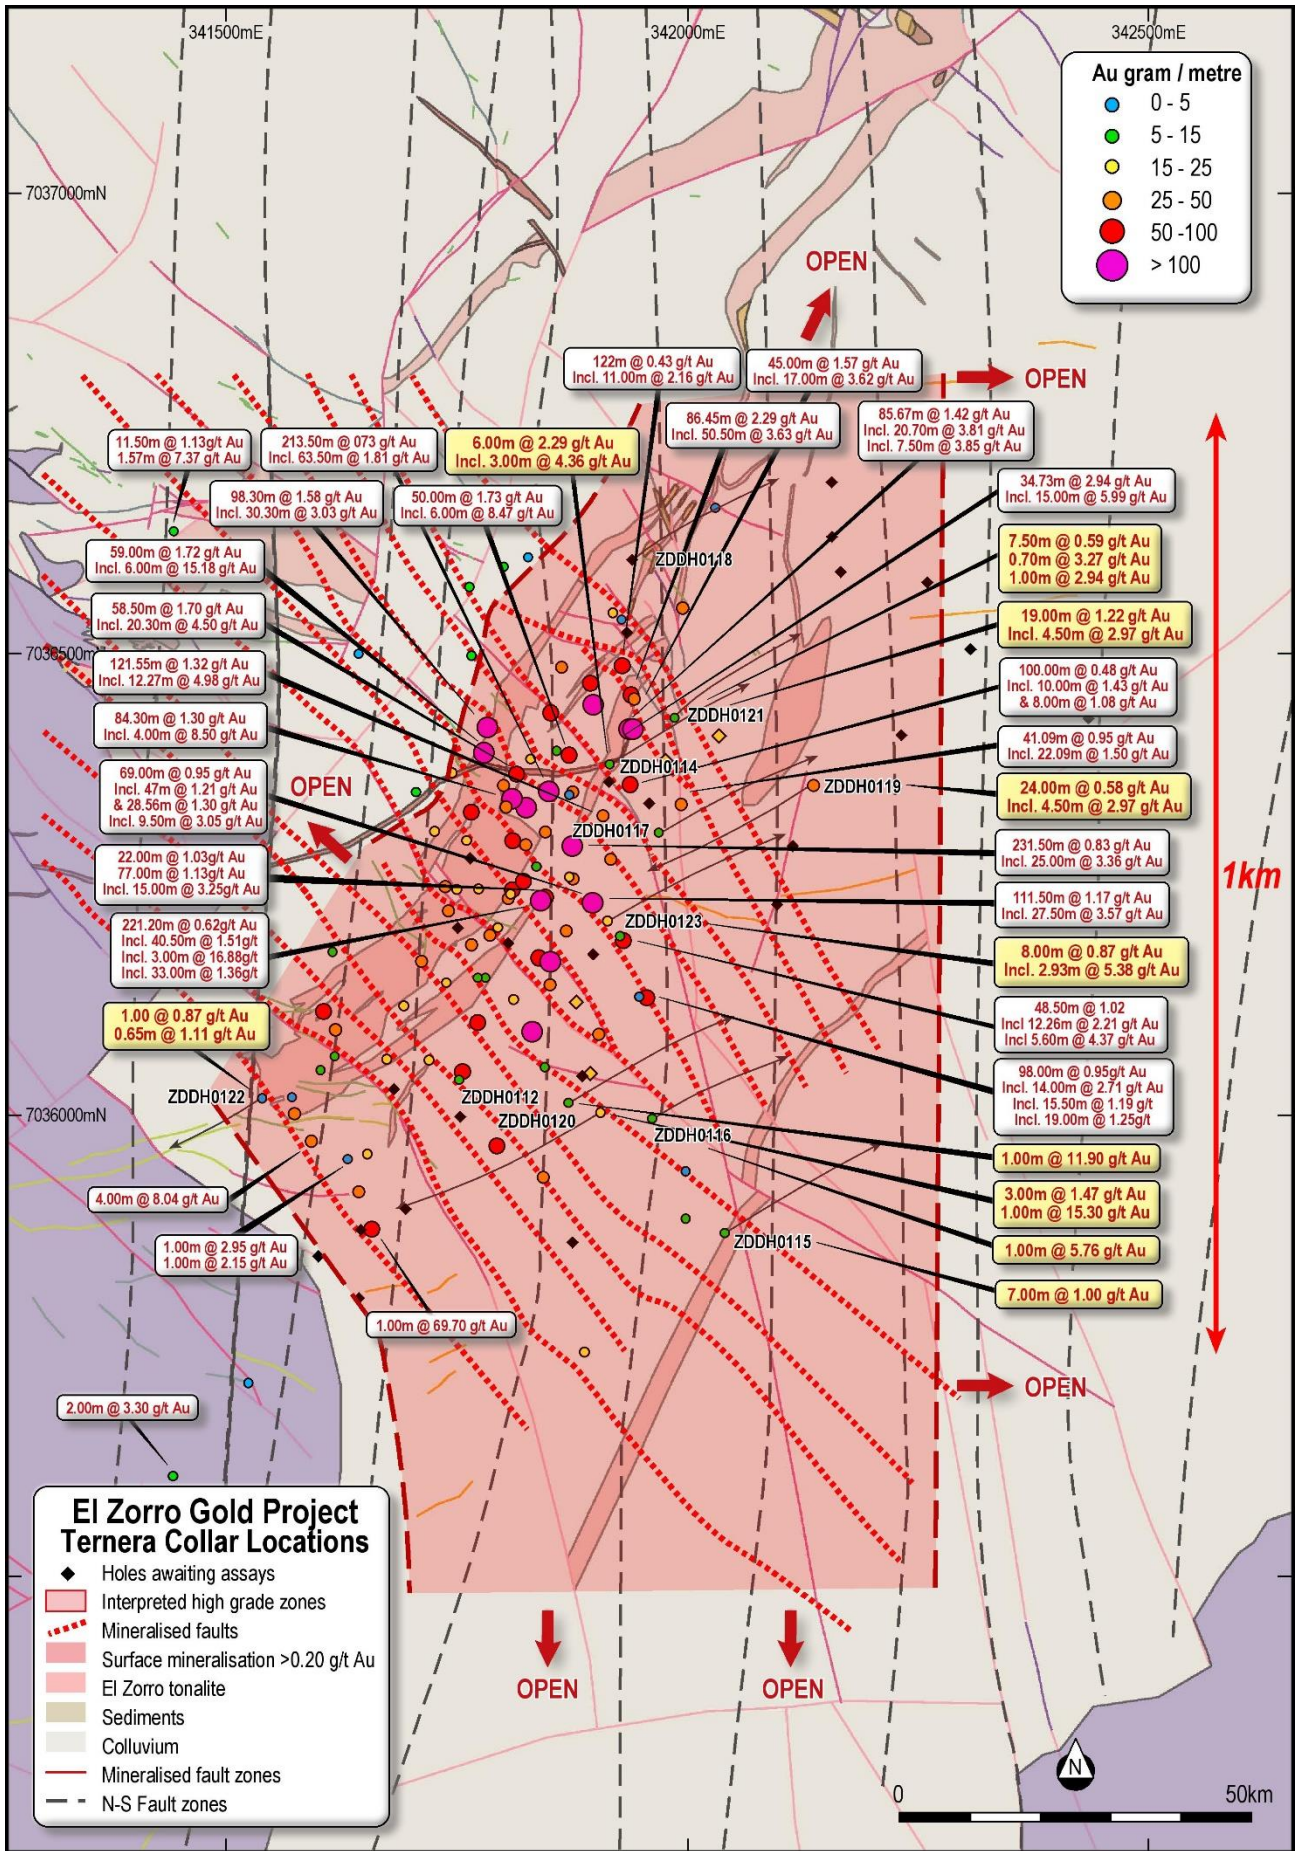 341500mE
342000mE
342500mE
Au gram / metre
0 - 5
5 - 15
15 - 25
25 - 50
50 -100
> 100
7037000mN
OPEN
OPEN
122m @ 0.43 g/t Au
Incl. 11.00m @ 2.16 g/t Au
45.00m @ 1.57 g/t Au
Incl. 17.00m @ 3.62 g/t Au
86.45m @ 2.29 g/t Au
Incl. 50.50m @ 3.63 g/t Au
85.67m @ 1.42 g/t Au
Incl. 20.70m @ 3.81 g/t Au
Incl. 7.50m @ 3.85 g/t Au
11.50m @ 1.13g/t Au
1.57m @ 7.37 g/t Au
213.50m @ 073 g/t Au
Incl. 63.50m @ 1.81 g/t Au
6.00m @ 2.29 g/t Au
Incl. 3.00m @ 4.36 g/t Au
98.30m @ 1.58 g/t Au
Incl. 30.30m @ 3.03 g/t Au
50.00m @ 1.73 g/t Au
Incl. 6.00m @ 8.47 g/t Au
34.73m @ 2.94 g/t Au
Incl. 15.00m @ 5.99 g/t Au
59.00m @ 1.72 g/t Au
Incl. 6.00m @ 15.18 g/t Au
7.50m @ 0.59 g/t Au
0.70m @ 3.27 g/t Au
1.00m @ 2.94 g/t Au
ZDDH0118
58.50m @ 1.70 g/t Au
Incl. 20.30m @ 4.50 g/t Au
19.00m @ 1.22 g/t Au
Incl. 4.50m @ 2.97 g/t Au
7036500mN
121.55m @ 1.32 g/t Au
Incl. 12.27m @ 4.98 g/t Au
100.00m @ 0.48 g/t Au
Incl. 10.00m @ 1.43 g/t Au
& 8.00m @ 1.08 g/t Au
84.30m @ 1.30 g/t Au
Incl. 4.00m @ 8.50 g/t Au
ZDDH0121
41.09m @ 0.95 g/t Au
Incl. 22.09m @ 1.50 g/t Au
69.00m @ 0.95 g/t Au
Incl. 47m @ 1.21 g/t Au
& 28.56m @ 1.30 g/t Au
Incl. 9.50m @ 3.05 g/t Au
OPEN
ZDDH0114
ZDDH0119
24.00m @ 0.58 g/t Au
Incl. 4.50m @ 2.97 g/t Au
ZDDH0117
231.50m @ 0.83 g/t Au
Incl. 25.00m @ 3.36 g/t Au
22.00m @ 1.03g/t Au
77.00m @ 1.13g/t Au
Incl. 15.00m @ 3.25g/t Au
1km
111.50m @ 1.17 g/t Au
Incl. 27.50m @ 3.57 g/t Au
221.20m @ 0.62g/t Au
Incl. 40.50m @ 1.51g/t
Incl. 3.00m @ 16.88g/t
Incl. 33.00m @ 1.36g/t
ZDDH0123
8.00m @ 0.87 g/t Au
Incl. 2.93m @ 5.38 g/t Au
1.00 @ 0.87 g/t Au
0.65m @ 1.11 g/t Au
48.50m @ 1.02
Incl 12.26m @ 2.21 g/t Au
Incl 5.60m @ 4.37 g/t Au
98.00m @ 0.95g/t Au
Incl. 14.00m @ 2.71 g/t Au
Incl. 15.50m @ 1.19 g/t
Incl. 19.00m @ 1.25g/t
ZDDH0122
ZDDH0112
7036000mN
ZDDH0120
ZDDH0116
1.00m @ 11.90 g/t Au
4.00m @ 8.04 g/t Au
3.00m @ 1.47 g/t Au
1.00m @ 15.30 g/t Au
1.00m @ 2.95 g/t Au
1.00m @ 2.15 g/t Au
ZDDH0115
1.00m @ 5.76 g/t Au
7.00m @ 1.00 g/t Au
1.00m @ 69.70 g/t Au
OPEN
2.00m @ 3.30 g/t Au
El Zorro Gold Project
Ternera Collar Locations
Holes awaiting assays
Interpreted high grade zones
Mineralised faults
Surface mineralisation >0.20 g/t Au
El Zorro tonalite
Sediments
Colluvium
Mineralised fault zones
N-S Fault zones
OPEN
OPEN
N
0
50km